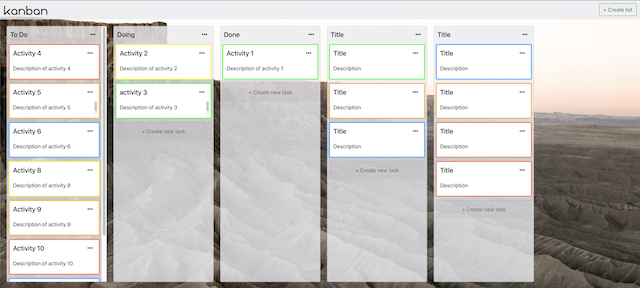 kanban
+ Create list
To Do
Activity 4
Description of activity 4
Activity 5
Description of activity 5
Activity 6
Description of activity 6
Activity 8
Description of activity 8
Activity 9
Description of activity 9
Activity 10
Description of activity 10
Doing
Activity 2
Description of activity 2
activity 3
Description of activity 3
+ Create new task
Done
Activity 1
Description of activity 1
+ Create new task
Title
Title
Description
Title
Description
Title
Description
+ Create new task
Title
Title
Description
Title
Description
Title
Description
Title
Description
+ Create new task